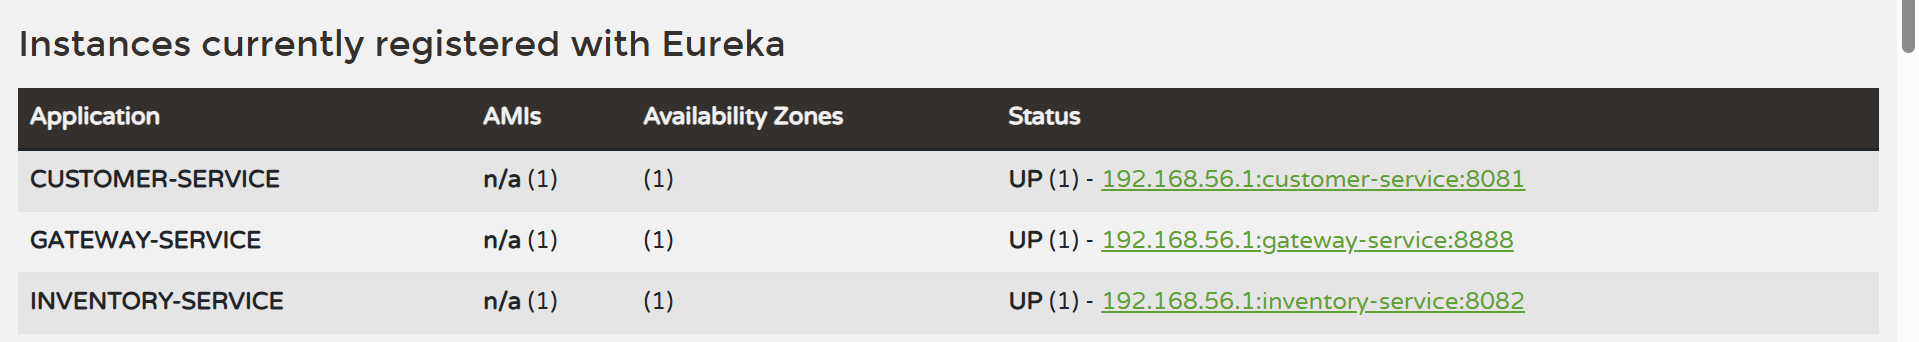 Instances currently registered with Eureka
Application AMIs Availability Zones Status
CUSTOMER-SERVICE n/a (1) (1) UP (1) - 192.168.56.1:customer-service:8081
GATEWAY-SERVICE n/a (1) (1) UP (1) - 192.168.56.1:gateway-service:8888
INVENTORY-SERVICE n/a (1) (1) UP (1) - 192.168.56.1:inventory-service:8082